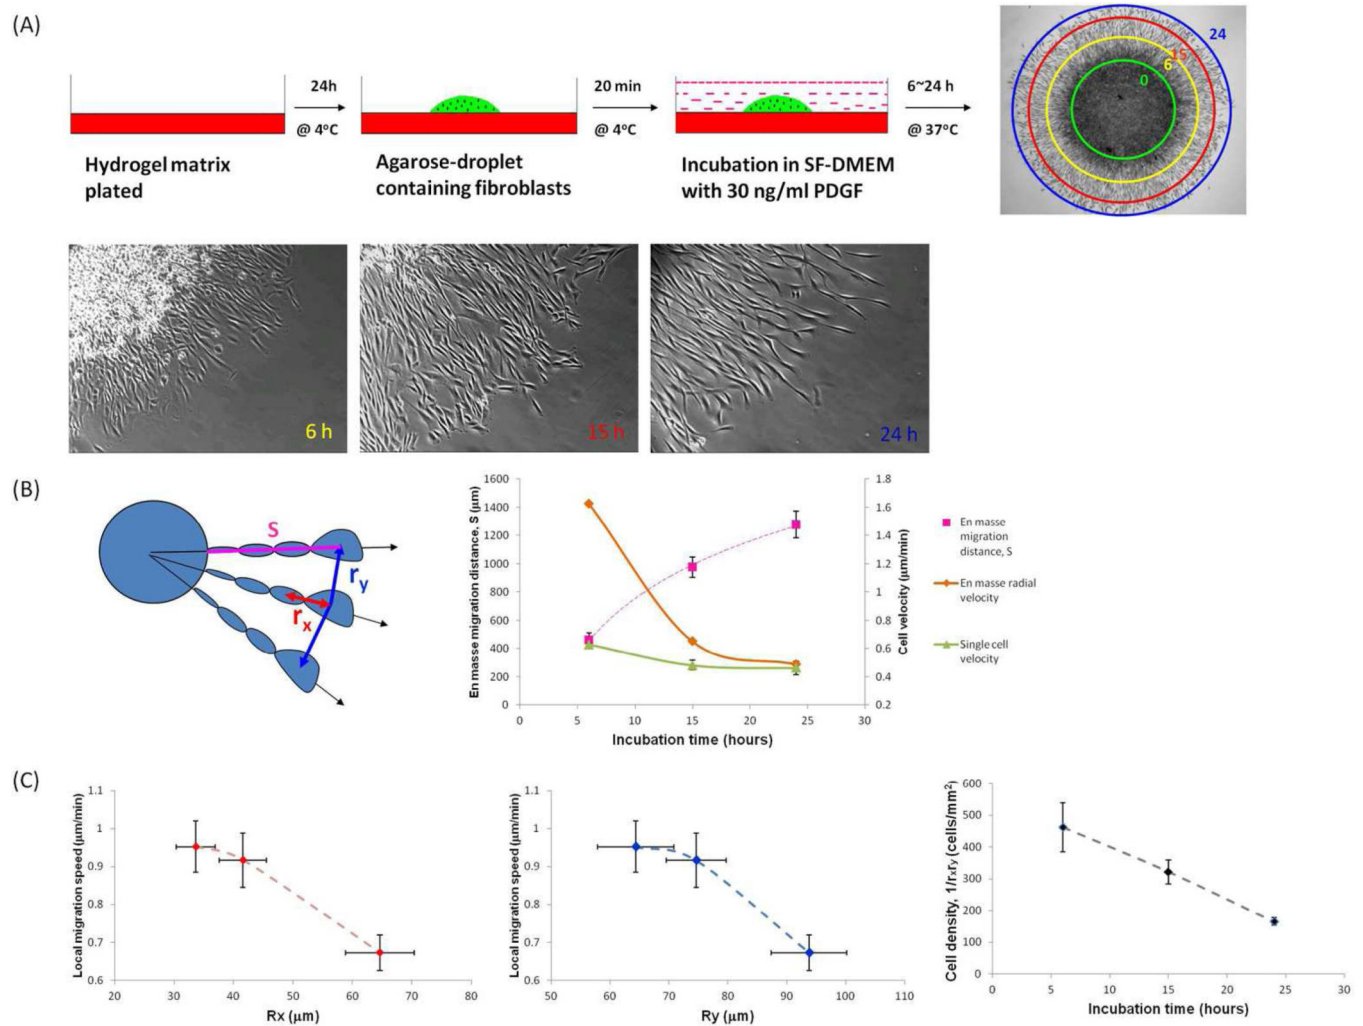 (A)
24h
@ 4°C
20 min
@ 4°C
6~24 h
@ 37°C
Hydrogel matrix
plated
Agarose-droplet
containing fibroblasts
Incubation in SF-DMEM
with 30 ng/ml PDGF
24
15
6
0
6 h
15 h
24 h
(B)
S
r_y
r_x
En masse migration distance, S (μm)
1600
1400
1200
1000
800
600
400
200
0
0
5
10
15
20
25
30
Incubation time (hours)
1.8
1.6
1.4
1.2
1
0.8
0.6
0.4
0.2
Cell velocity (μm/min)
En masse
migration
distance, S
En masse radial
velocity
Single cell
velocity
(C)
Local migration speed (μm/min)
1.1
1
0.9
0.8
0.7
0.6
20
30
40
50
60
70
Rx (μm)
Local migration speed (μm/min)
1.1
1
0.9
0.8
0.7
0.6
50
60
70
80
90
100
110
Ry (μm)
Cell density, 1/rxry (cells/mm²)
600
500
400
300
200
100
0
0
5
10
15
20
25
30
Incubation time (hours)